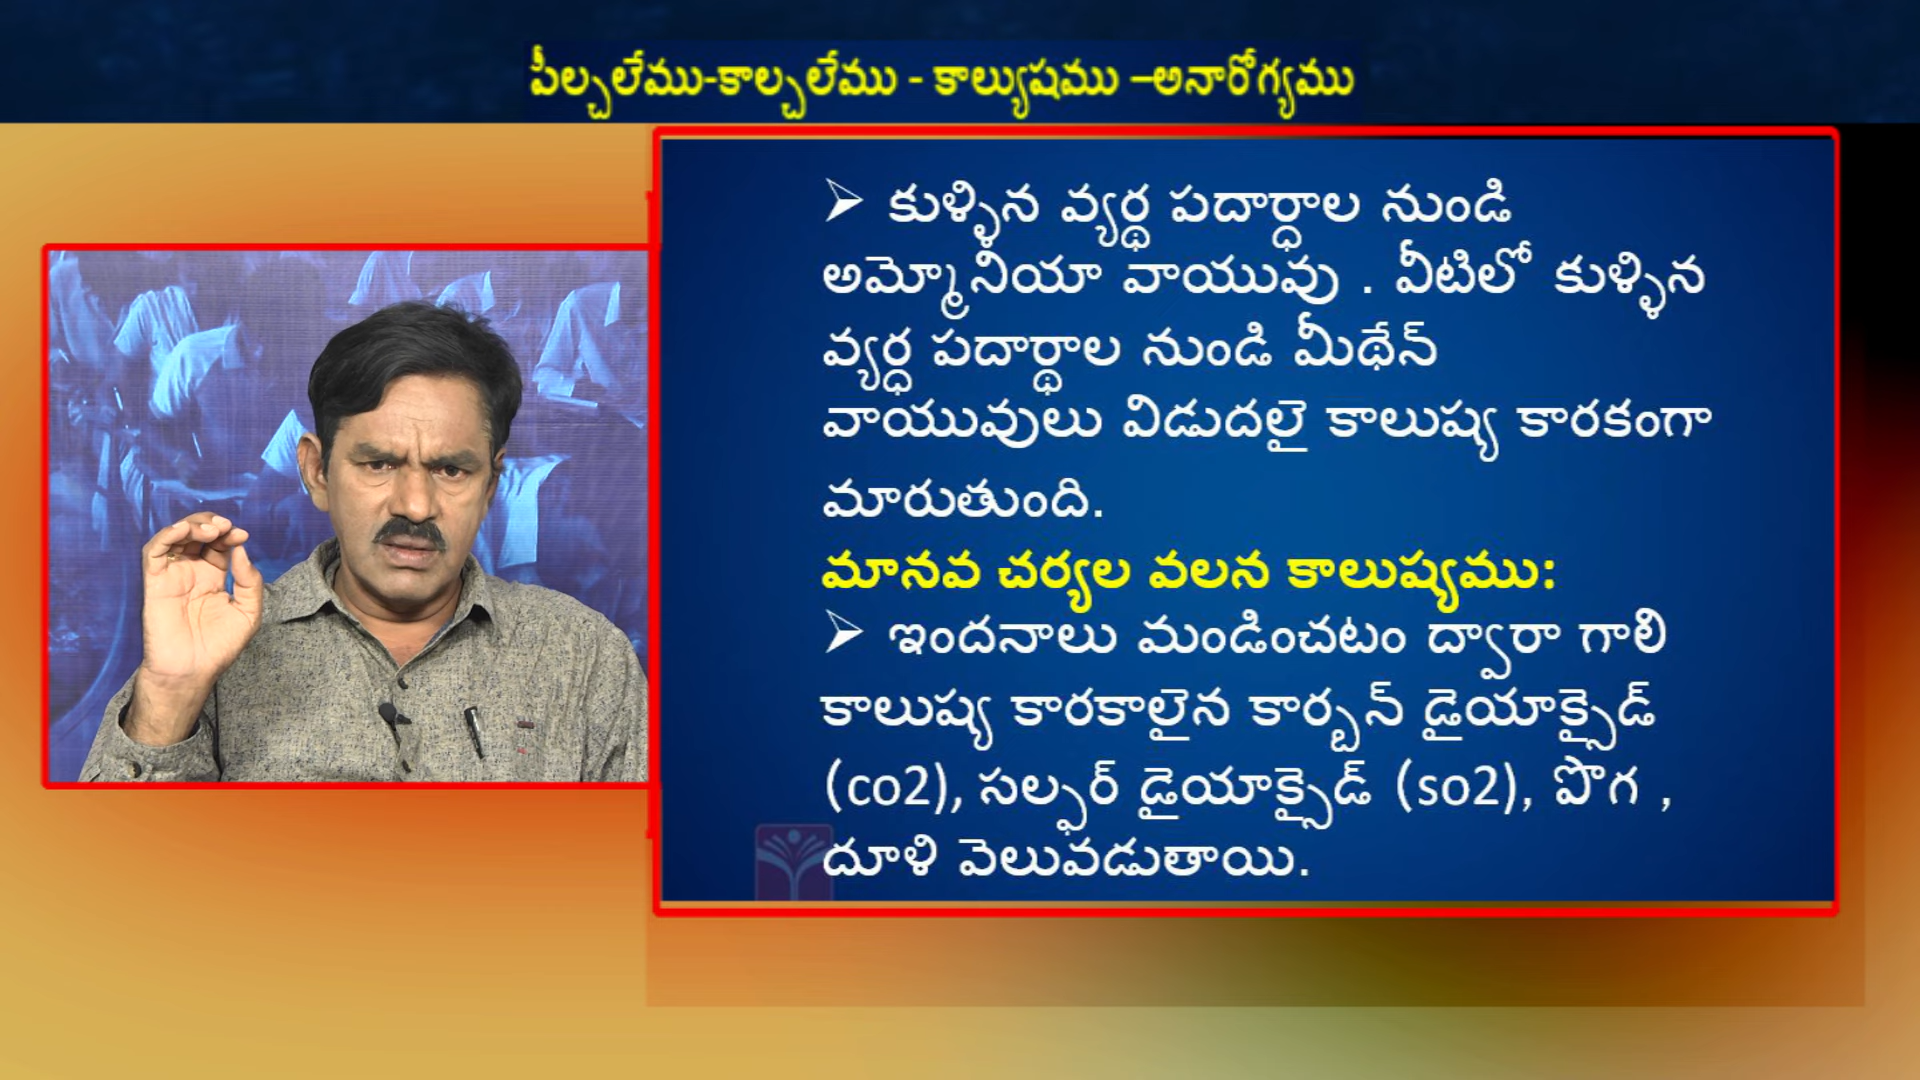 పీల్చలేము-కాల్చలేము - కాల్యుషము –అనారోగ్యము
➢ కుళ్ళిన వ్యర్థ పదార్ధాల నుండి
అమ్మోనియా వాయువు . వీటిలో కుళ్ళిన
వ్యర్ధ పదార్థాల నుండి మీథేన్
వాయువులు విడుదలై కాలుష్య కారకంగా
మారుతుంది.
మానవ చర్యల వలన కాలుష్యము:
➢ ఇందనాలు మండించటం ద్వారా గాలి
కాలుష్య కారకాలైన కార్బన్ డైయాక్సైడ్
(co2), సల్ఫర్ డైయాక్సైడ్ (so2), పొగ ,
దూళి వెలువడుతాయి.